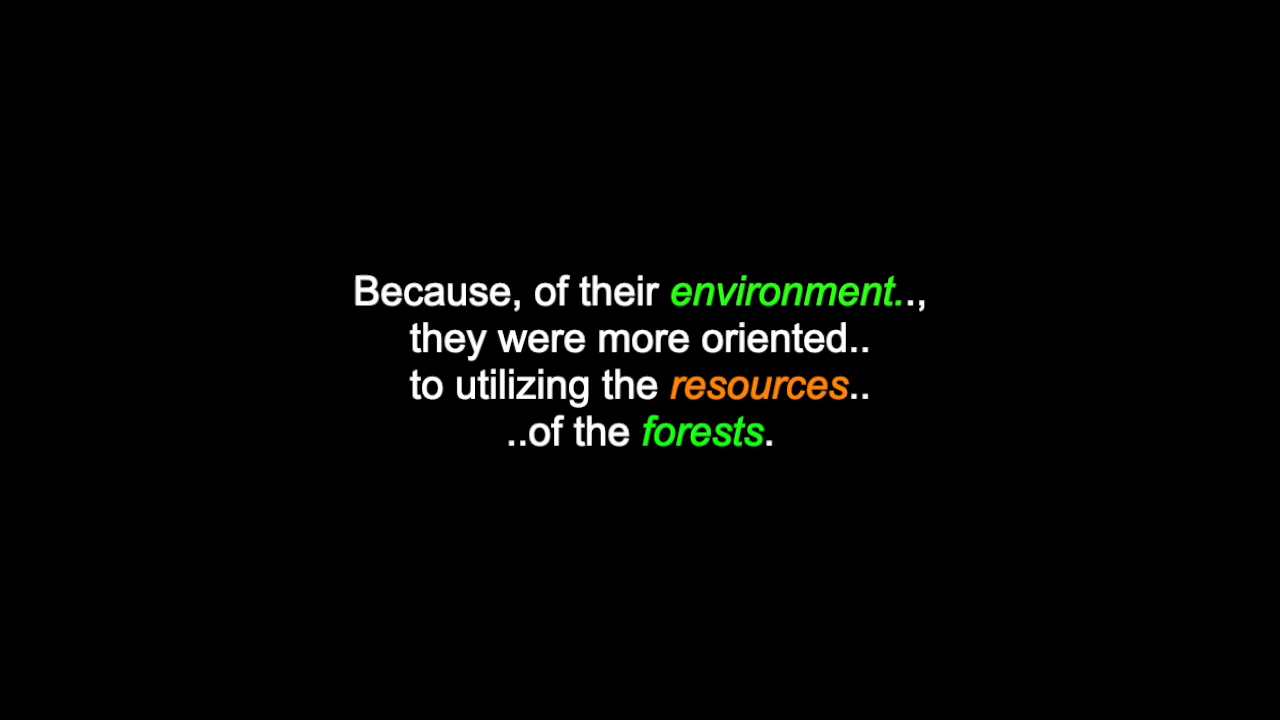 Because, of their environment..,
they were more oriented..
to utilizing the resources..
..of the forests.